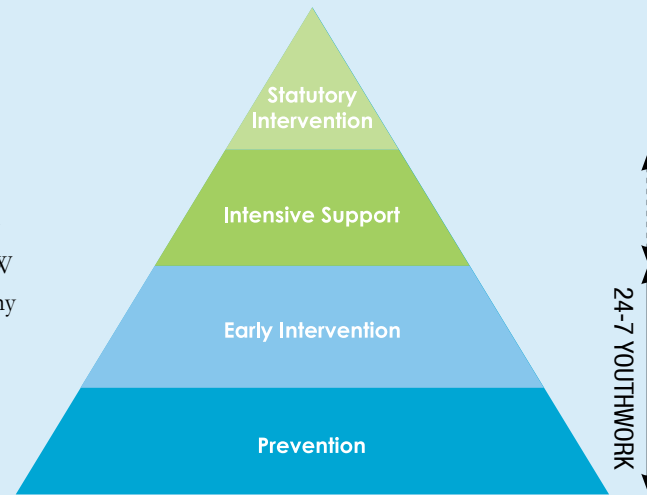 Statutory
Intervention
Intensive Support
Early Intervention
Prevention
24-7 YOUTHWORK